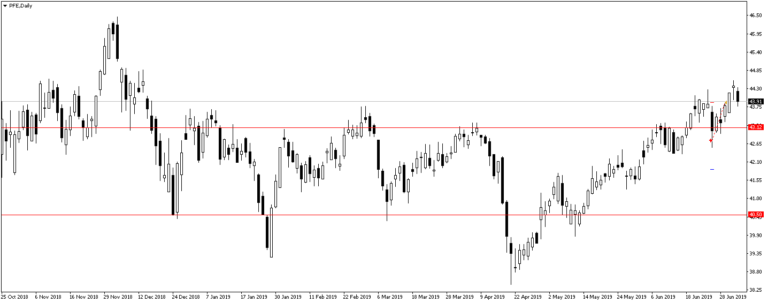 PFE,Daily
46.50
45.95
45.40
44.85
44.30
43.91
43.75
43.12
42.65
42.10
41.55
41.00
40.50
39.90
39.35
38.80
38.25
25 Oct 2018
6 Nov 2018
16 Nov 2018
29 Nov 2018
12 Dec 2018
24 Dec 2018
7 Jan 2019
17 Jan 2019
30 Jan 2019
11 Feb 2019
22 Feb 2019
6 Mar 2019
18 Mar 2019
28 Mar 2019
9 Apr 2019
22 Apr 2019
2 May 2019
14 May 2019
24 May 2019
6 Jun 2019
18 Jun 2019
28 Jun 2019